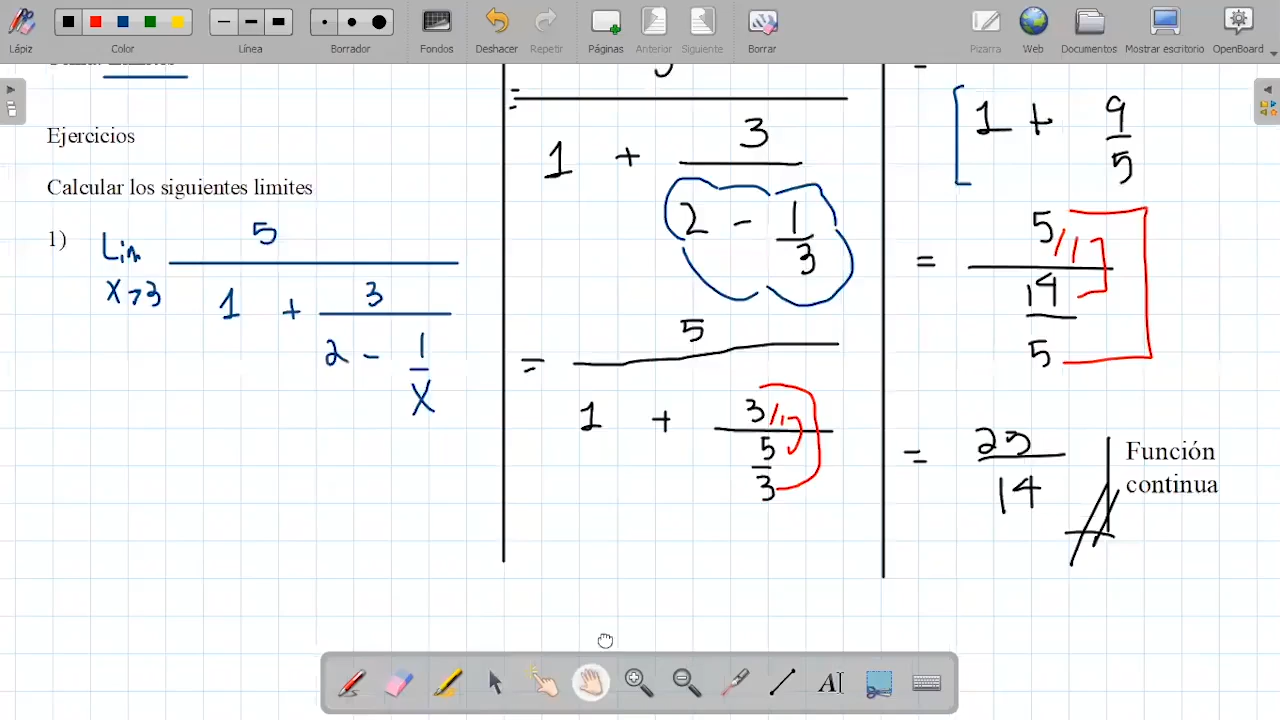 Lápiz
Color
Línea
Borrador
Fondos
Deshacer
Repetir
Páginas
Anterior
Siguiente
Borrar
Pizarra
Web
Documentos
Mostrar escritorio
OpenBoard
Ejercicios
Calcular los siguientes limites
1) Lim 5
x→3 1 + 3
2 - 1
x
=
1 + 3
2 - 1
3
= 5
1 + 3/1
5
3
1 + 9
5
= 5/1
14
5
= 25
14
Función
continua
AI